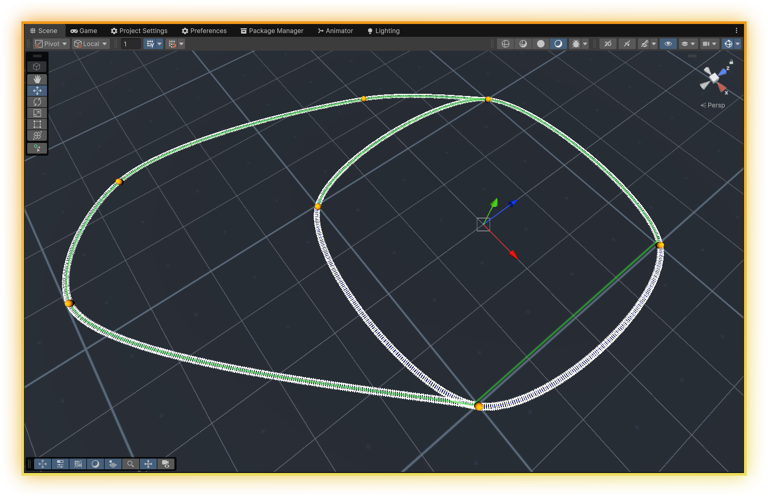 Scene Game Project Settings Preferences Package Manager Animator Lighting
Pivot Local 1
z
x
Persp